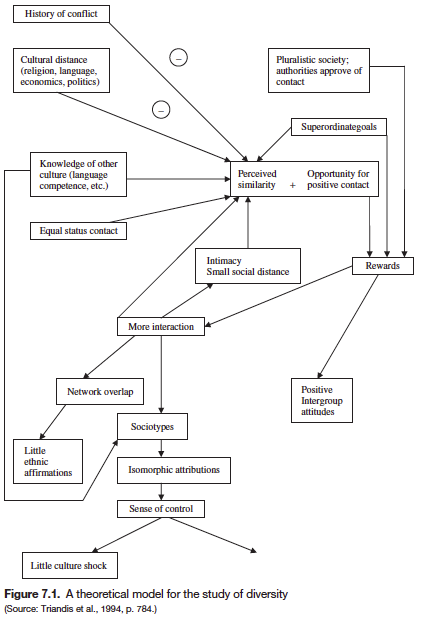 History of conflict
Cultural distance
(religion, language,
economics, politics)
–
–
Pluralistic society;
authorities approve of
contact
Superordinategoals
Knowledge of other
culture (language
competence, etc.)
Perceived
similarity
+
Opportunity for
positive contact
Equal status contact
Intimacy
Small social distance
Rewards
More interaction
Network overlap
Positive
Intergroup
attitudes
Sociotypes
Little
ethnic
affirmations
Isomorphic attributions
Sense of control
Little culture shock
Figure 7.1. A theoretical model for the study of diversity
(Source: Triandis et al., 1994, p. 784.)